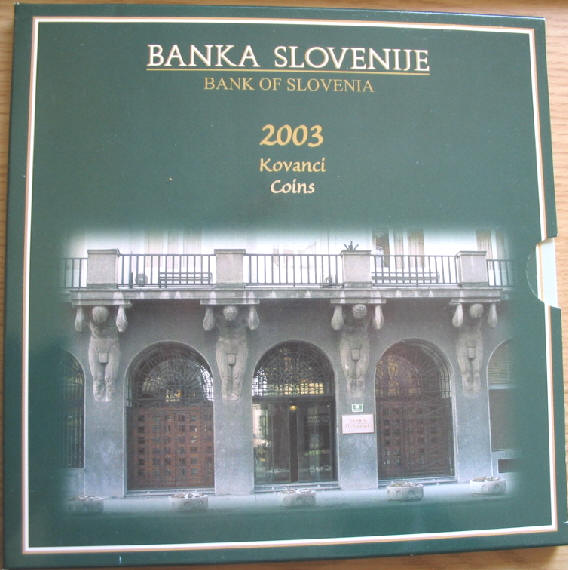 BANKA SLOVENIJE
BANK OF SLOVENIA
2003
Kovanci
Coins